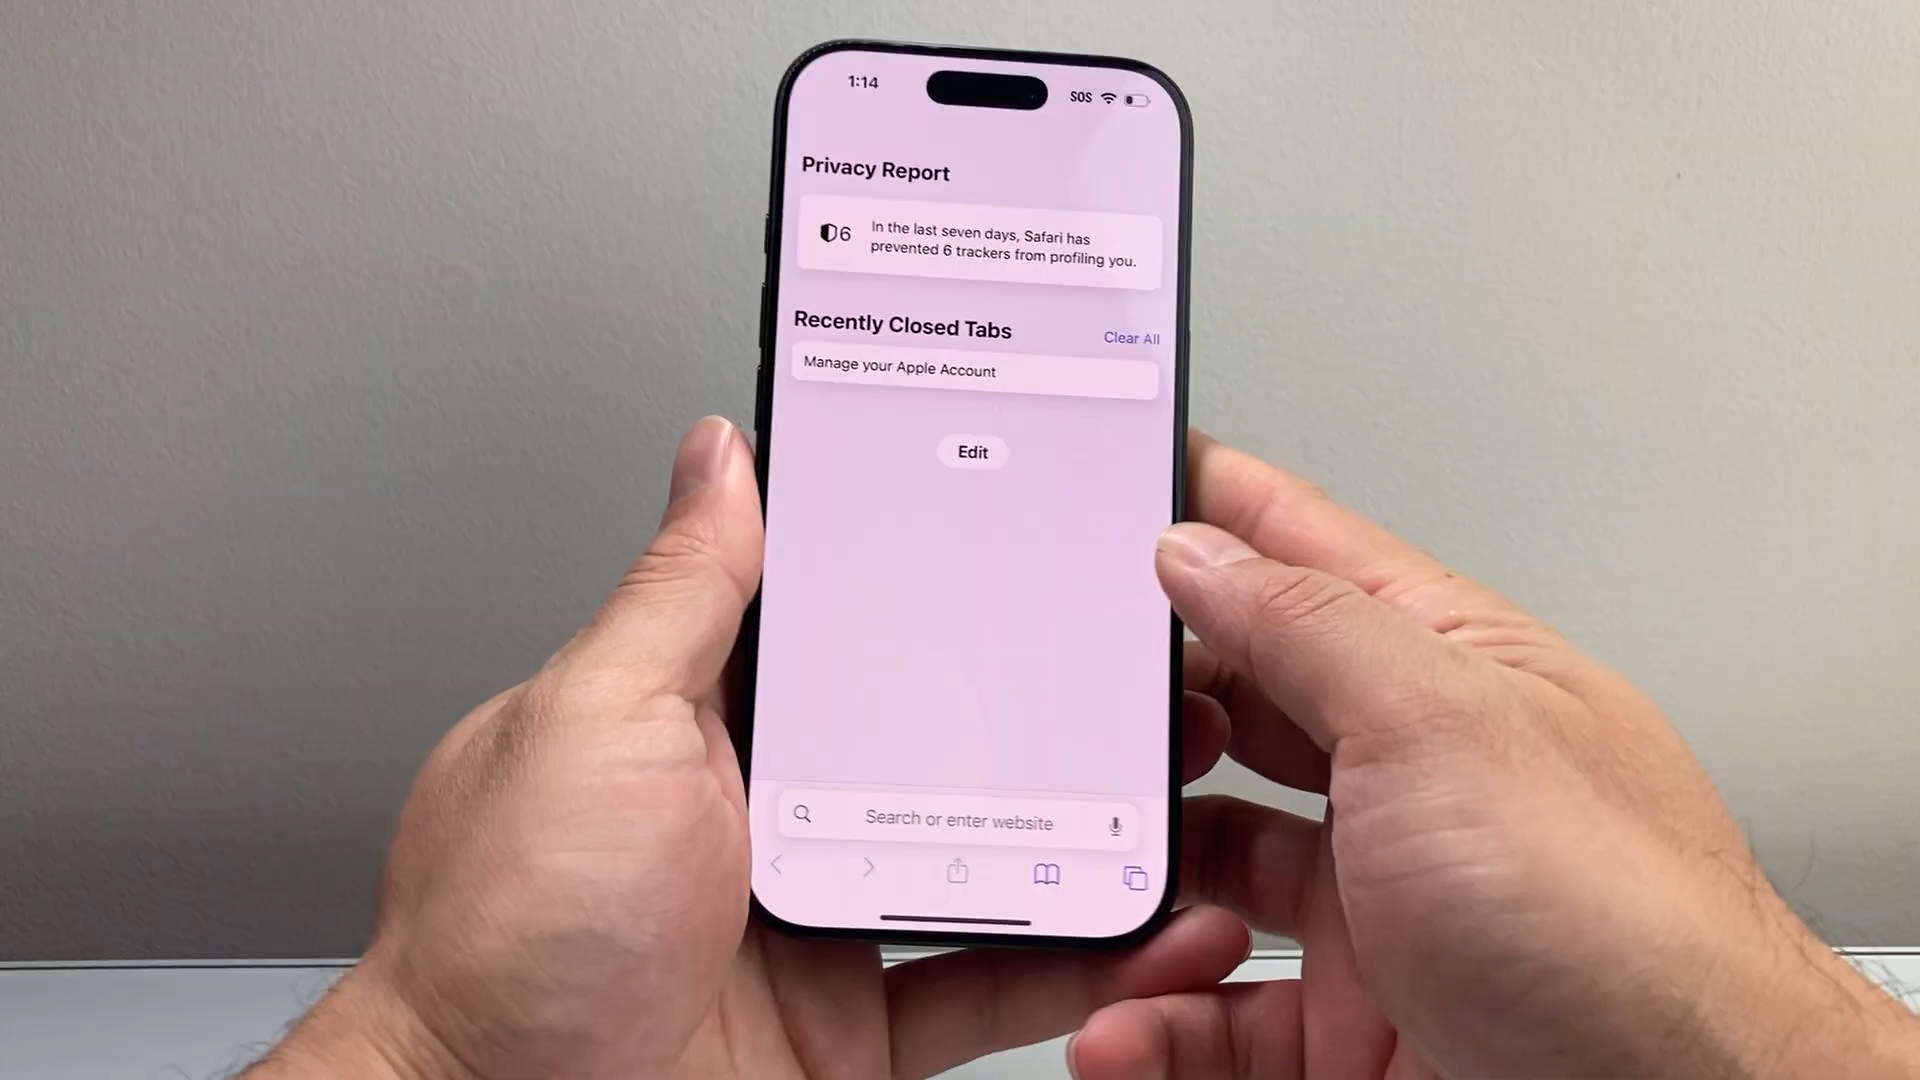 1:14
SOS
Privacy Report
6
In the last seven days, Safari has
prevented 6 trackers from profiling you.
Recently Closed Tabs
Clear All
Manage your Apple Account
Edit
Search or enter website